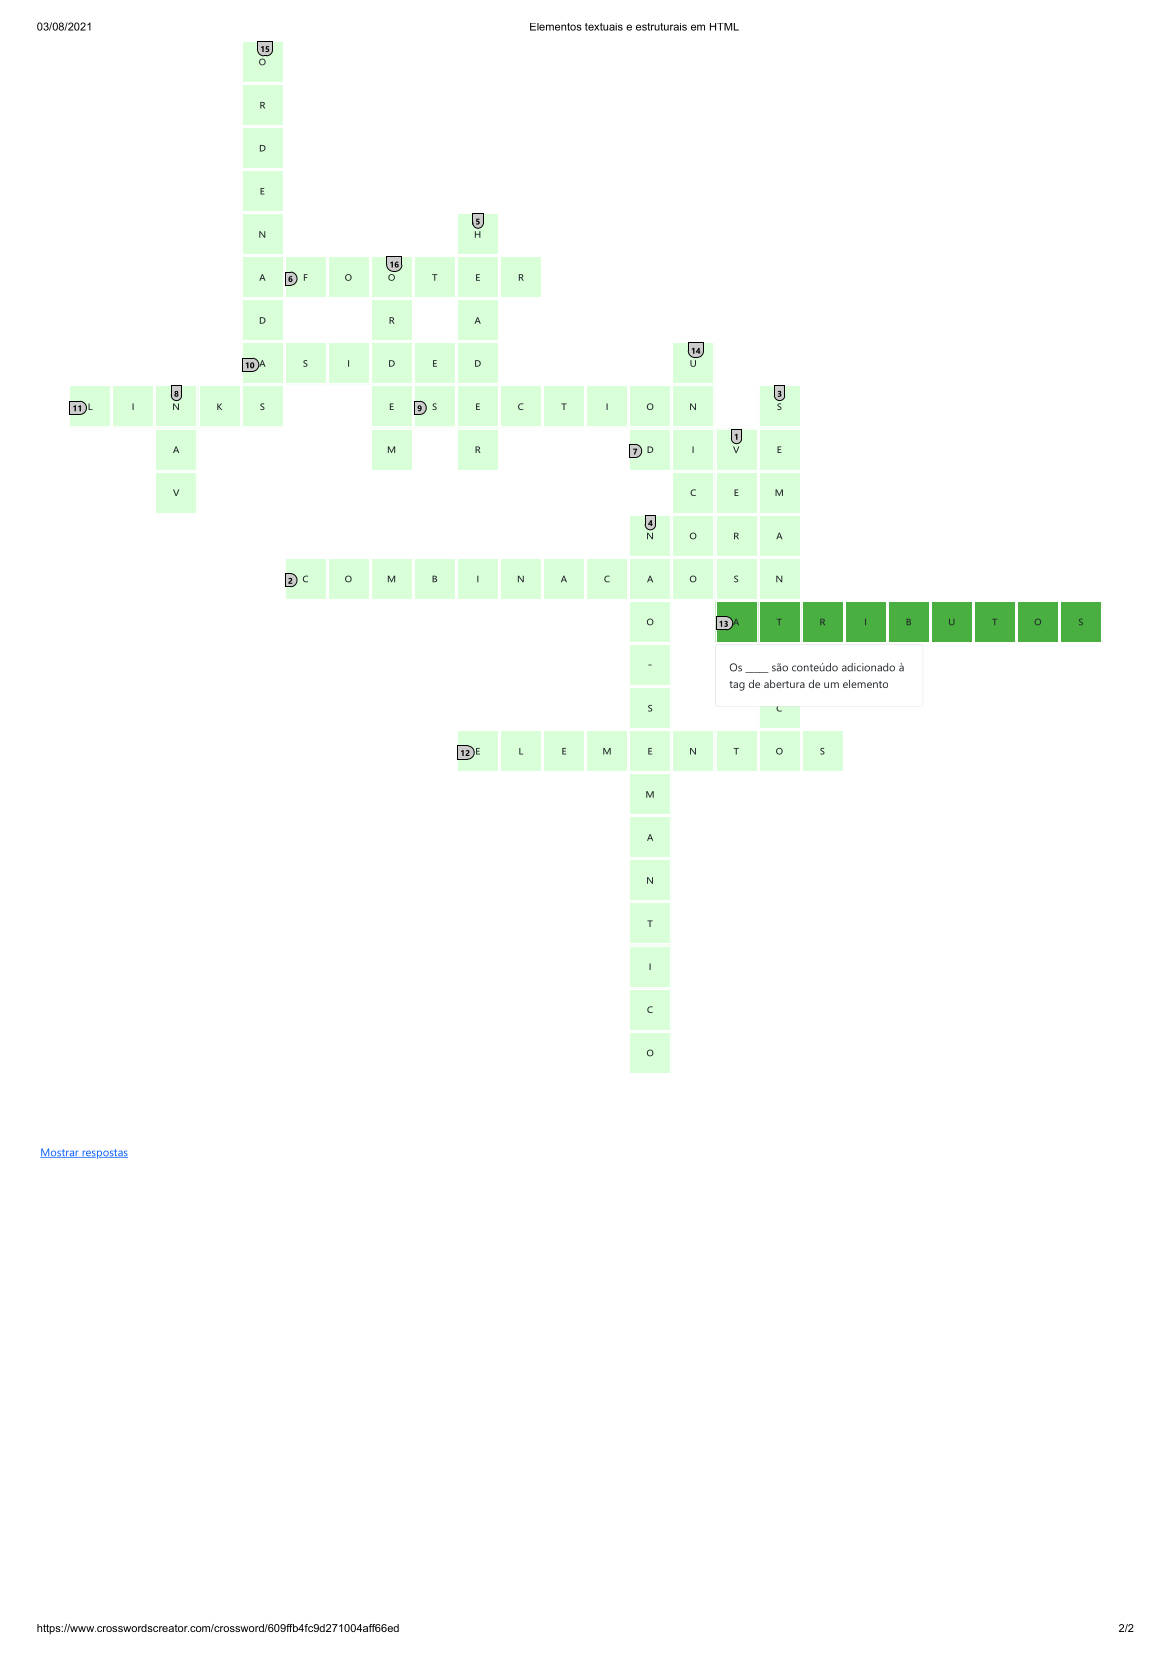 03/08/2021 Elementos textuais e estruturais em HTML
15
O
R
D
E
5
N H
16
A 6 F O O T E R
D R A
14
10 A S I D E D U
8 3
11 L I N K S E 9 S E C T I O N S
1
A M R 7 D I V E
V C E M
4
N O R A
2 C O M B I N A C A O S N
O 13 A T R I B U T O S
- Os ____ são conteúdo adicionado à
tag de abertura de um elemento
S C
12 E L E M E N T O S
M
A
N
T
I
C
O
Mostrar respostas
https://www.crosswordscreator.com/crossword/609ffb4fc9d271004aff66ed 2/2